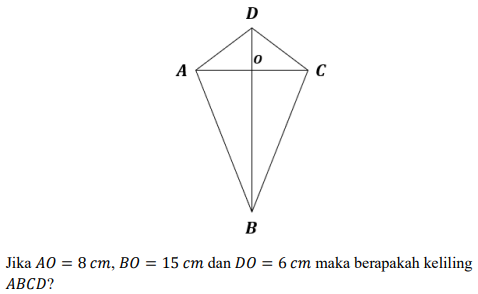 D
O
A
C
B
Jika AO = 8 cm, BO = 15 cm dan DO = 6 cm maka berapakah keliling
ABCD?